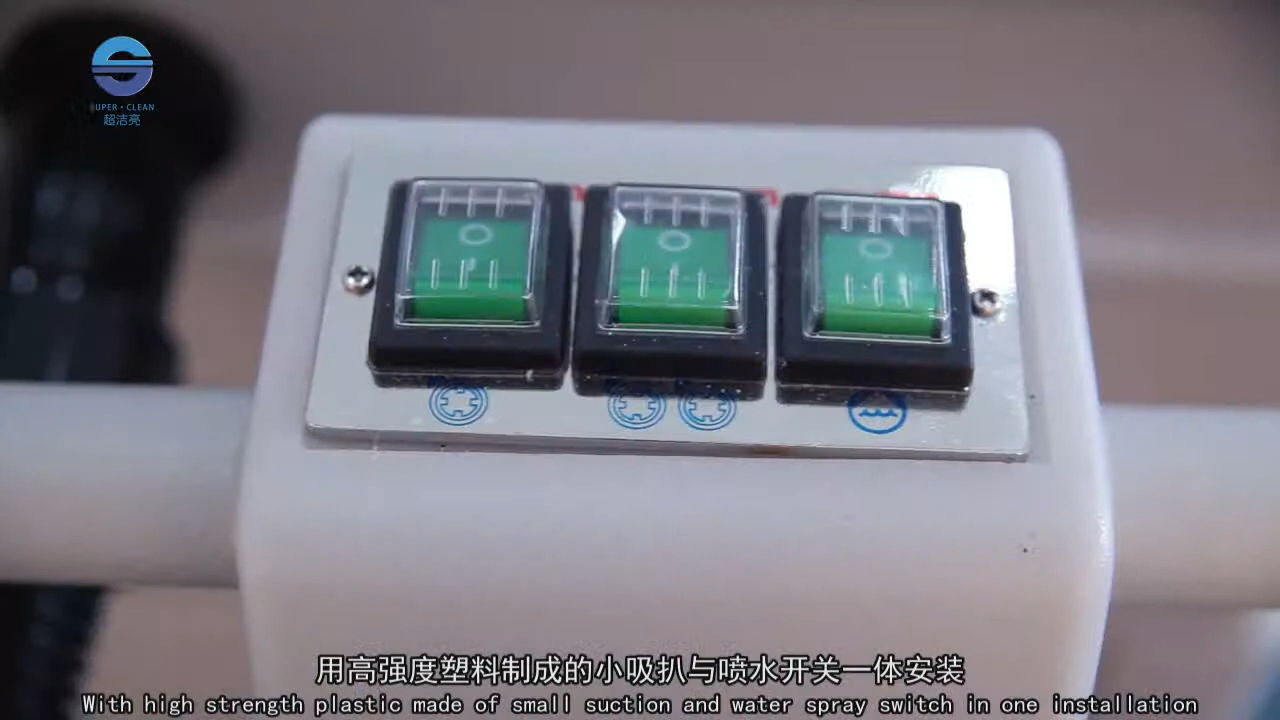 SUPER·CLEAN
超洁亮
用高强度塑料制成的小吸扒与喷水开关一体安装
With high strength plastic made of small suction and water spray switch in one installation